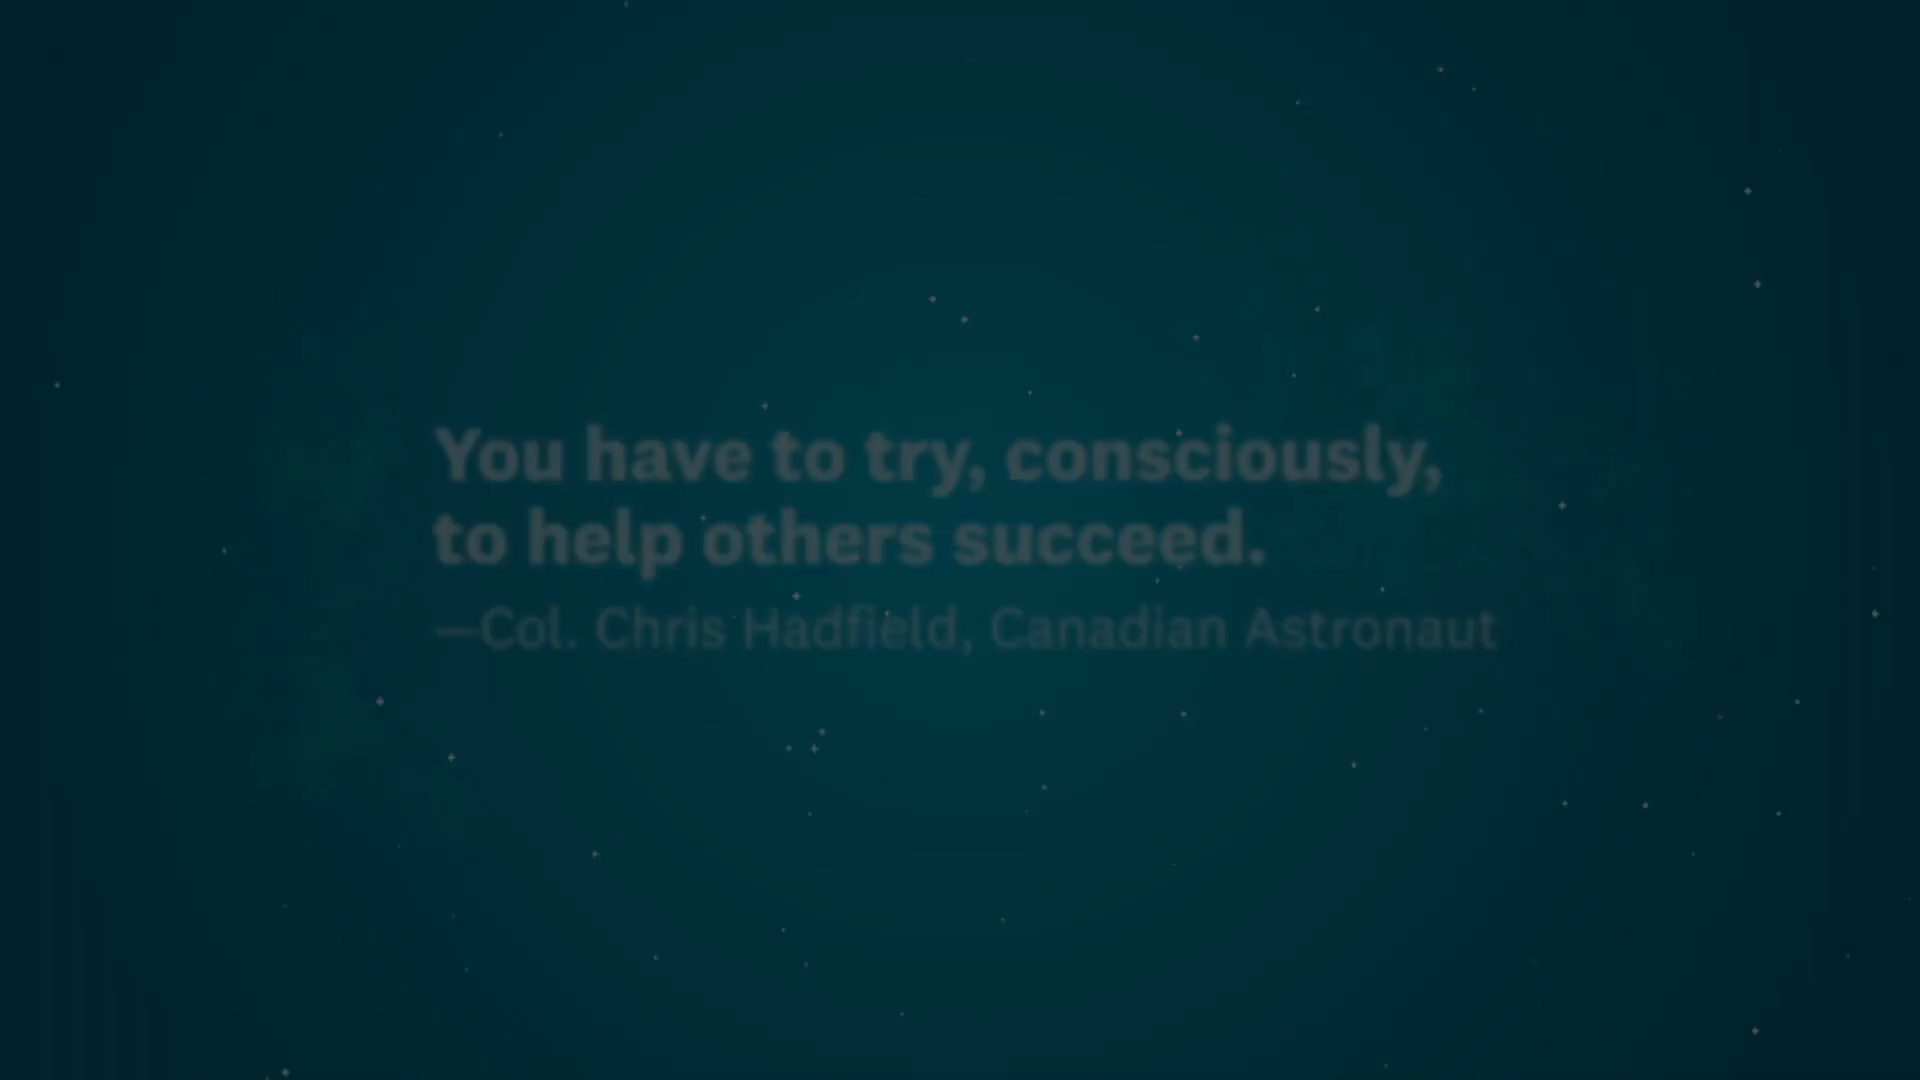 You have to try, consciously,
to help others succeed.
—Col. Chris Hadfield, Canadian Astronaut